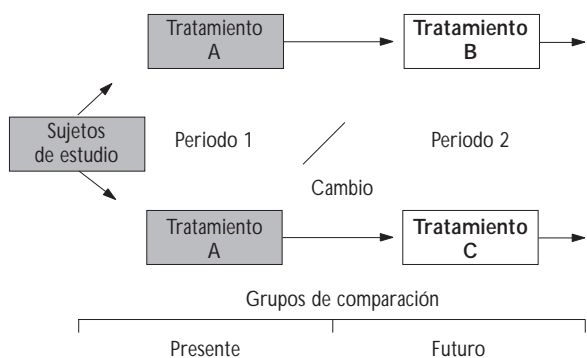 Tratamiento
A
Tratamiento
B
Sujetos
de estudio
Periodo 1
Periodo 2
Cambio
Tratamiento
A
Tratamiento
C
Grupos de comparación
Presente
Futuro